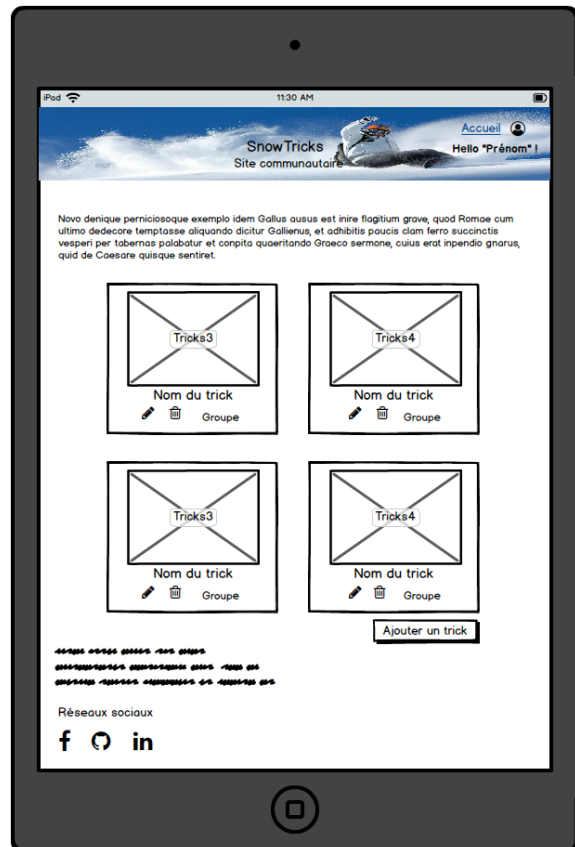 iPad 11:30 AM
Accueil
SnowTricks
Hello "Prénom" !
Site communautaire
Novo denique perniciosoque exemplo idem Gallus ausus est inire flagitium grave, quod Romae cum
ultimo dedecore temptasse aliquando dicitur Gallienus, et adhibitis paucis clam ferro succinctis
vesperi per tabernas palabatur et conpita quaeritando Graeco sermone, cuius erat inpendio gnarus,
quid de Caesare quisque sentiret.
Tricks3 Tricks4
Nom du trick Nom du trick
Groupe Groupe
Tricks3 Tricks4
Nom du trick Nom du trick
Groupe Groupe
Ajouter un trick
Réseaux sociaux
f in